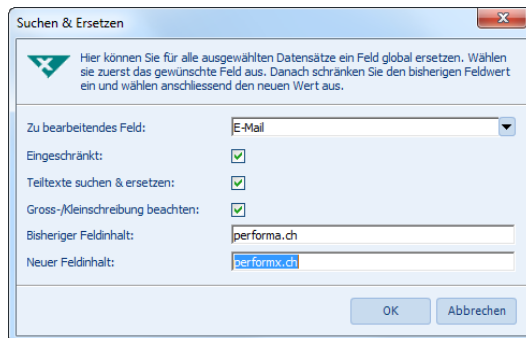 Suchen & Ersetzen
Hier können Sie für alle ausgewählten Datensätze ein Feld global ersetzen. Wählen
sie zuerst das gewünschte Feld aus. Danach schränken Sie den bisherigen Feldwert
ein und wählen anschliessend den neuen Wert aus.
Zu bearbeitendes Feld: E-Mail
Eingeschränkt:
Teiltexte suchen & ersetzen:
Gross-/Kleinschreibung beachten:
Bisheriger Feldinhalt: performa.ch
Neuer Feldinhalt: performx.ch
OK Abbrechen